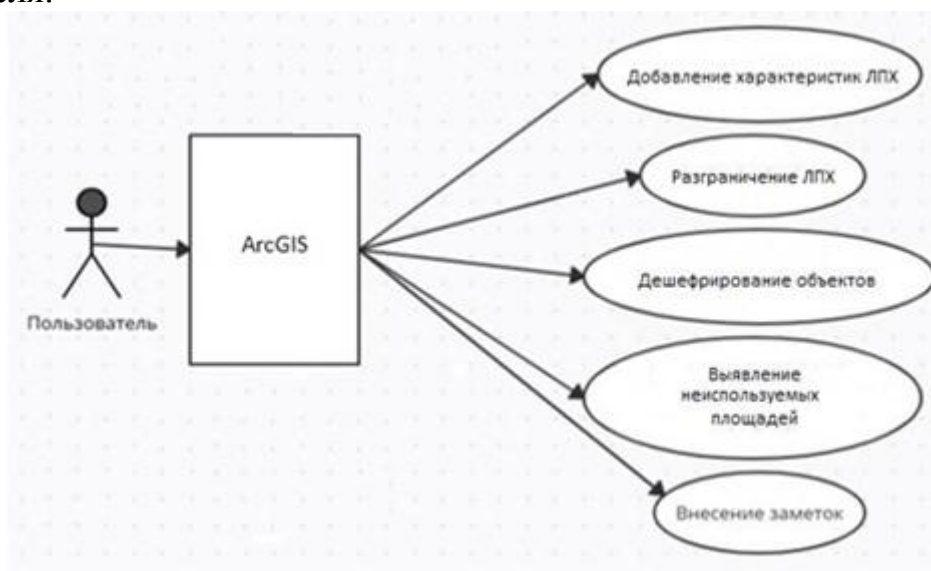 Добавление характеристик ЛПХ
Разграничение ЛПХ
ArcGIS
Дешефрирование объектов
Пользователь
Выявление
неиспользуемых
площадей
Внесение заметок